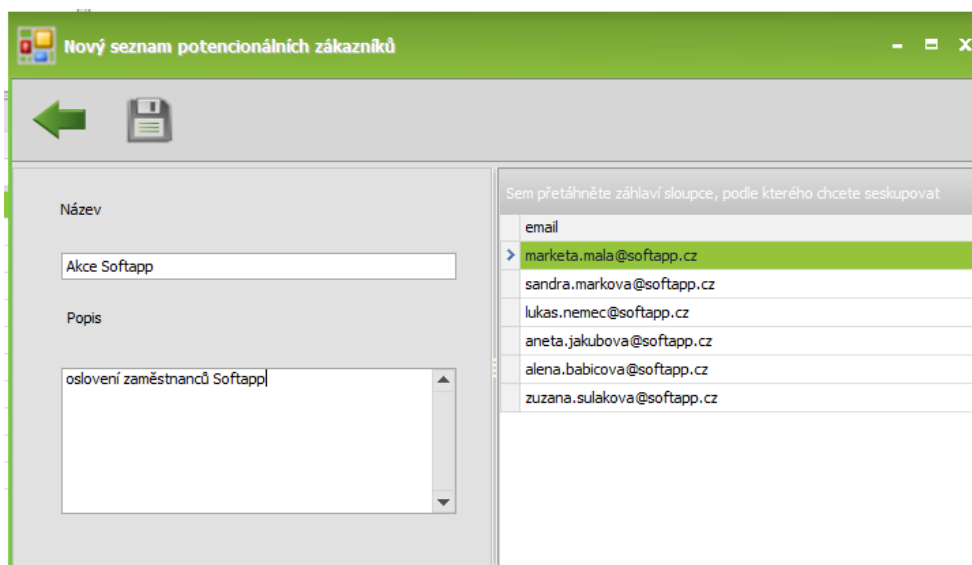 Nový seznam potencionálních zákazníků
Název
Akce Softapp
Popis
oslovení zaměstnanců Softapp
Sem přetáhněte záhlaví sloupce, podle kterého chcete seskupovat
email
marketa.mala@softapp.cz
sandra.markova@softapp.cz
lukas.nemec@softapp.cz
aneta.jakubova@softapp.cz
alena.babicova@softapp.cz
zuzana.sulakova@softapp.cz